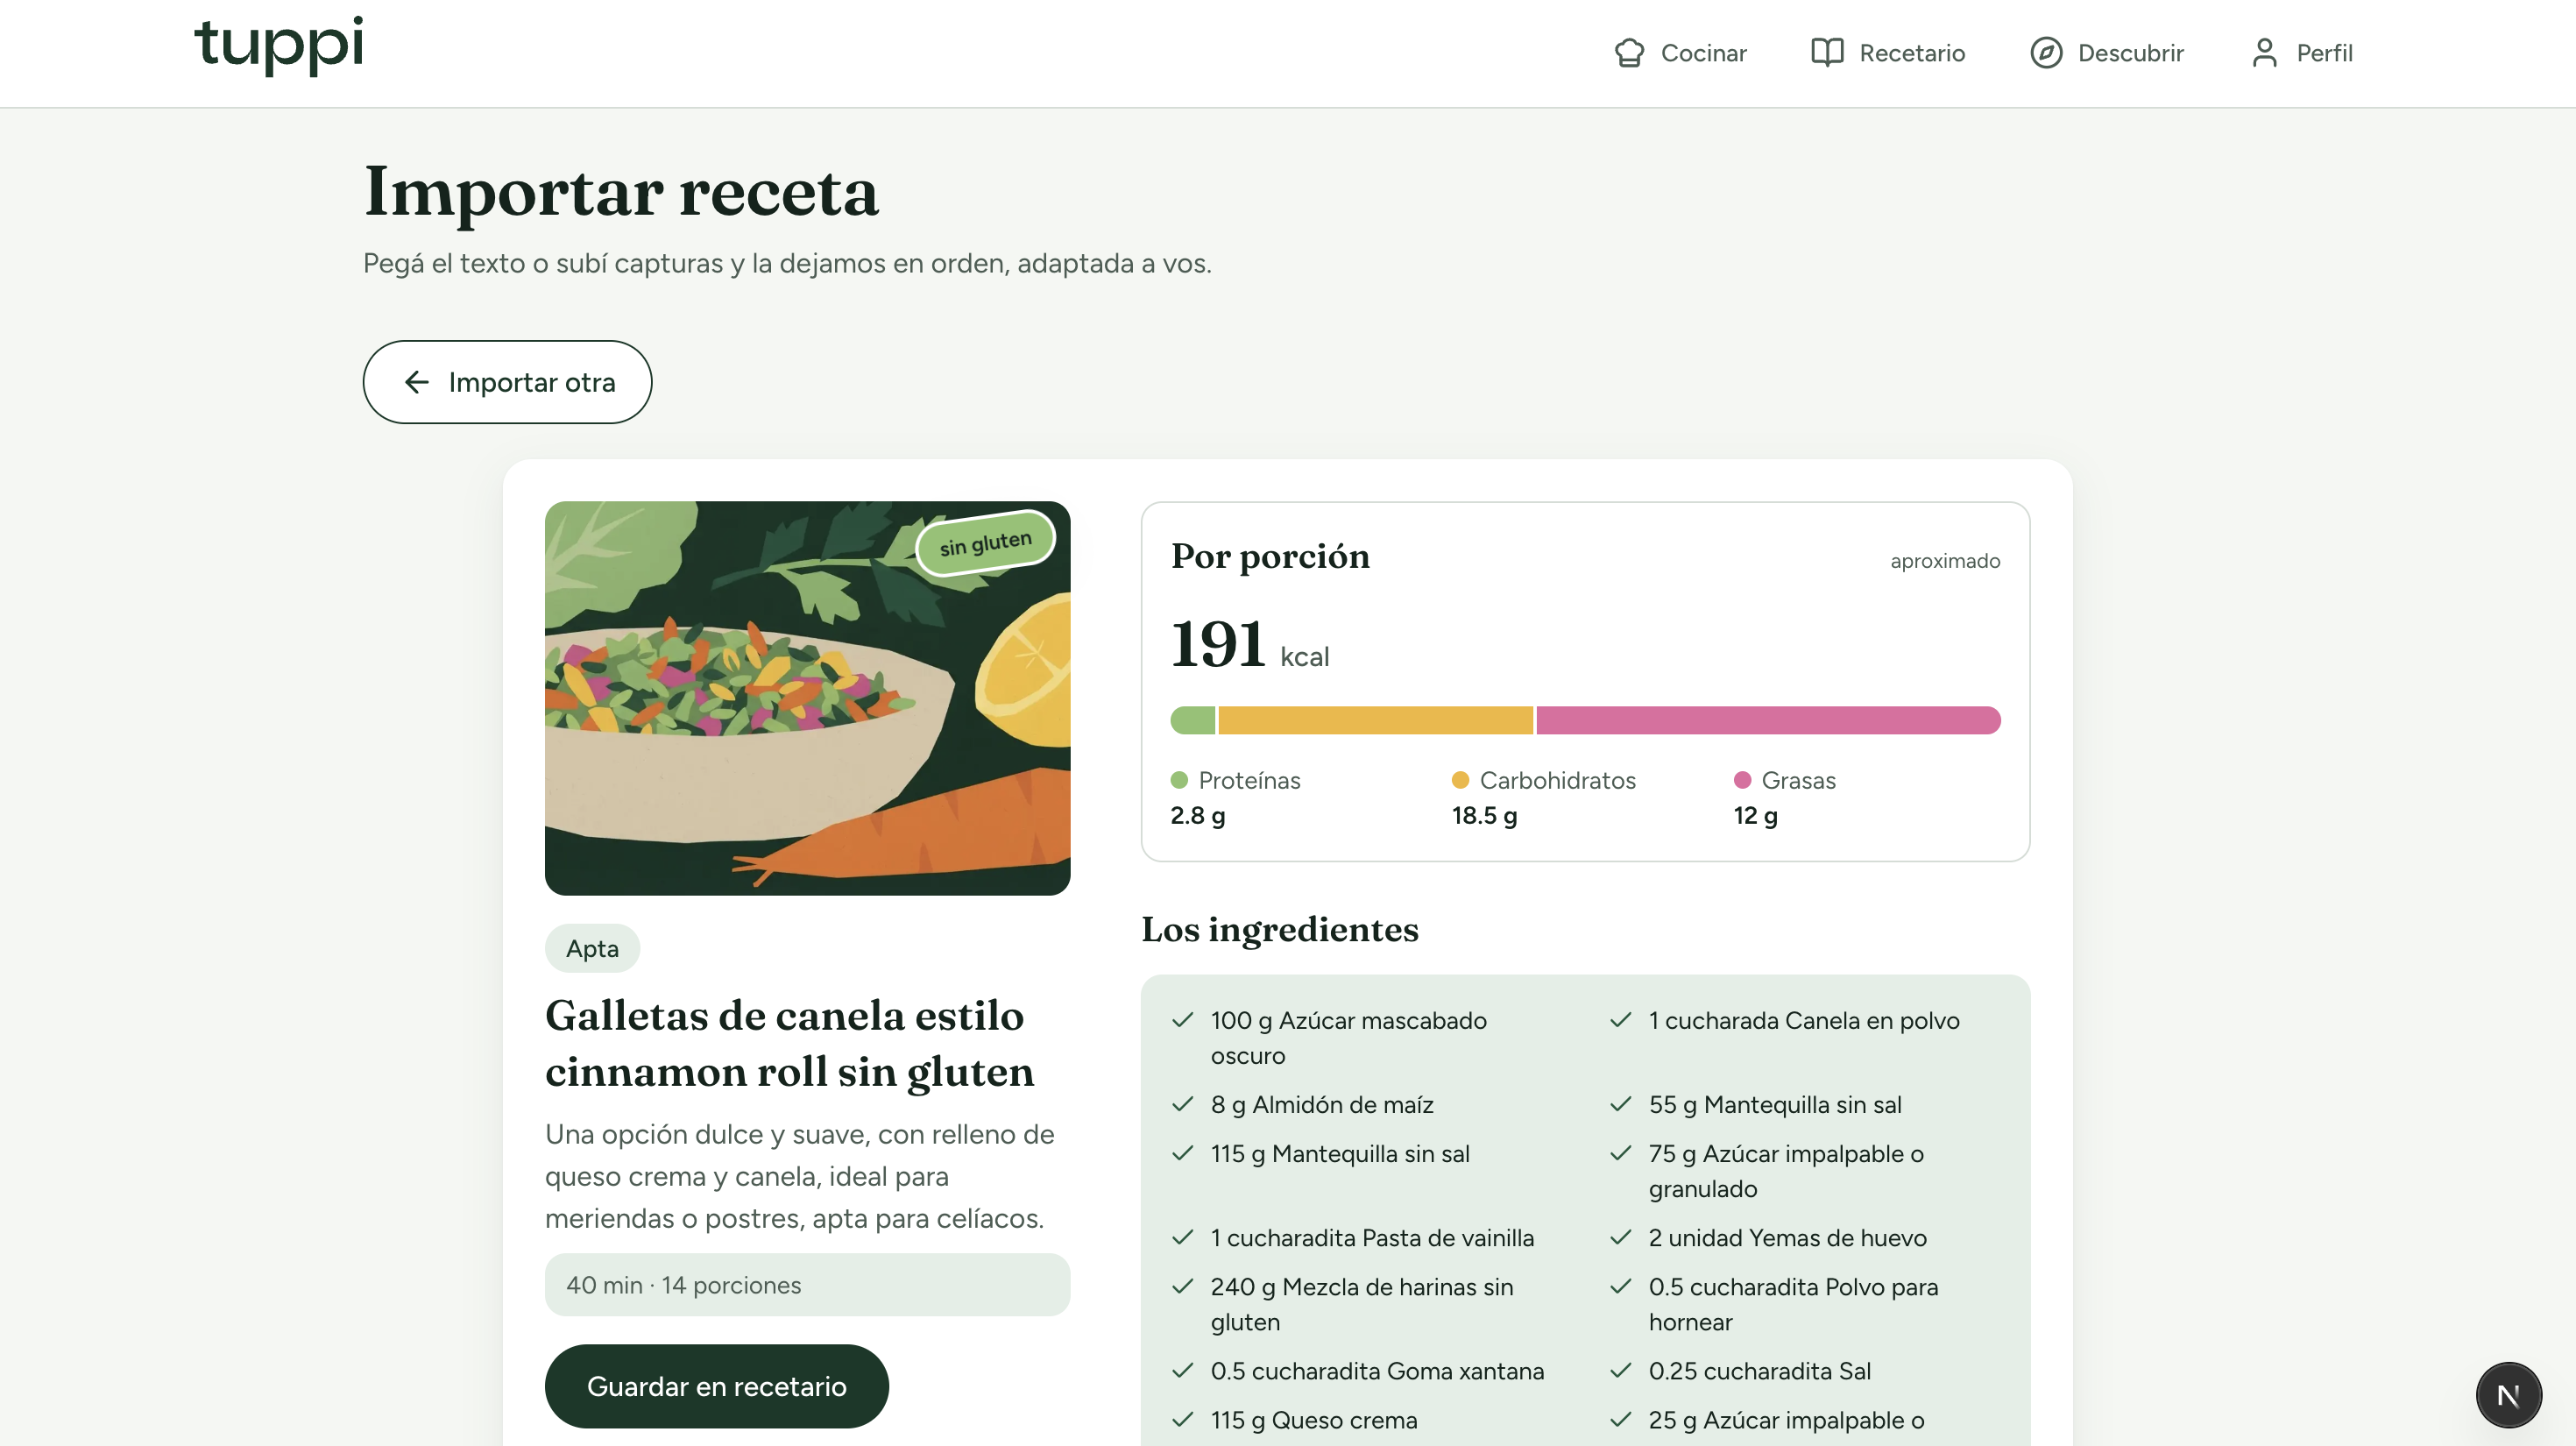 tuppi
Cocinar
Recetario
Descubrir
Perfil
Importar receta
Pegá el texto o subí capturas y la dejamos en orden, adaptada a vos.
Importar otra
sin gluten
Apta
Galletas de canela estilo
cinnamon roll sin gluten
Una opción dulce y suave, con relleno de
queso crema y canela, ideal para
meriendas o postres, apta para celíacos.
40 min · 14 porciones
Guardar en recetario
Por porción
aproximado
191 kcal
Proteínas
2.8 g
Carbohidratos
18.5 g
Grasas
12 g
Los ingredientes
100 g Azúcar mascabado
oscuro
1 cucharada Canela en polvo
8 g Almidón de maíz
55 g Mantequilla sin sal
115 g Mantequilla sin sal
75 g Azúcar impalpable o
granulado
1 cucharadita Pasta de vainilla
2 unidad Yemas de huevo
240 g Mezcla de harinas sin
gluten
0.5 cucharadita Polvo para
hornear
0.5 cucharadita Goma xantana
0.25 cucharadita Sal
115 g Queso crema
25 g Azúcar impalpable o
N